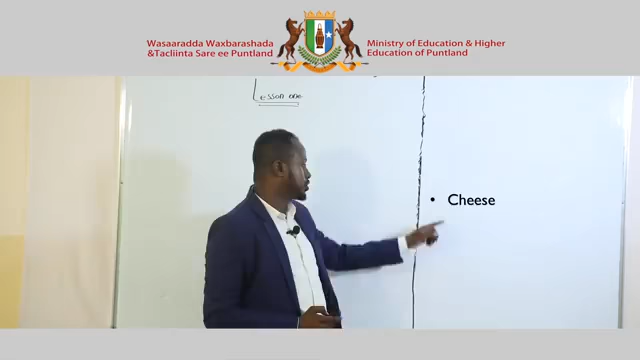 Wasaaradda Waxbarashada
&Tacliinta Sare ee Puntland
Ministry of Education & Higher
Education of Puntland
Lesson one
• Cheese